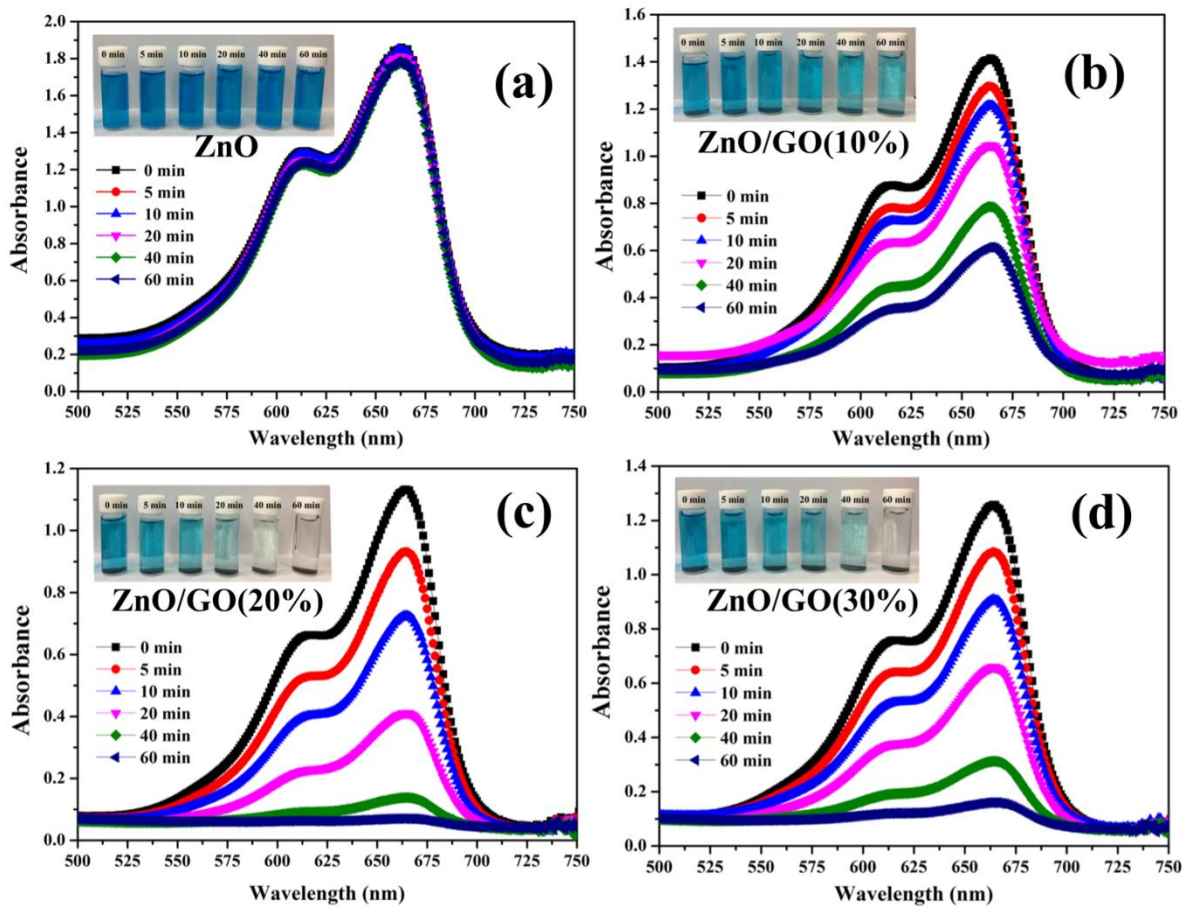 2.0
1.8
1.6
1.4
1.2
1.0
0.8
0.6
0.4
0.2
0.0
Absorbance
0 min 5 min 10 min 20 min 40 min 60 min
(a)
ZnO
0 min
5 min
10 min
20 min
40 min
60 min
500 525 550 575 600 625 650 675 700 725 750
Wavelength (nm)
1.6
1.4
1.2
1.0
0.8
0.6
0.4
0.2
0.0
Absorbance
0 min 5 min 10 min 20 min 40 min 60 min
(b)
ZnO/GO(10%)
0 min
5 min
10 min
20 min
40 min
60 min
500 525 550 575 600 625 650 675 700 725 750
Wavelength (nm)
1.2
1.0
0.8
0.6
0.4
0.2
0.0
Absorbance
0 min 5 min 10 min 20 min 40 min 60 min
(c)
ZnO/GO(20%)
0 min
5 min
10 min
20 min
40 min
60 min
500 525 550 575 600 625 650 675 700 725 750
Wavelength (nm)
1.4
1.2
1.0
0.8
0.6
0.4
0.2
0.0
Absorbance
0 min 5 min 10 min 20 min 40 min 60 min
(d)
ZnO/GO(30%)
0 min
5 min
10 min
20 min
40 min
60 min
500 525 550 575 600 625 650 675 700 725 750
Wavelength (nm)